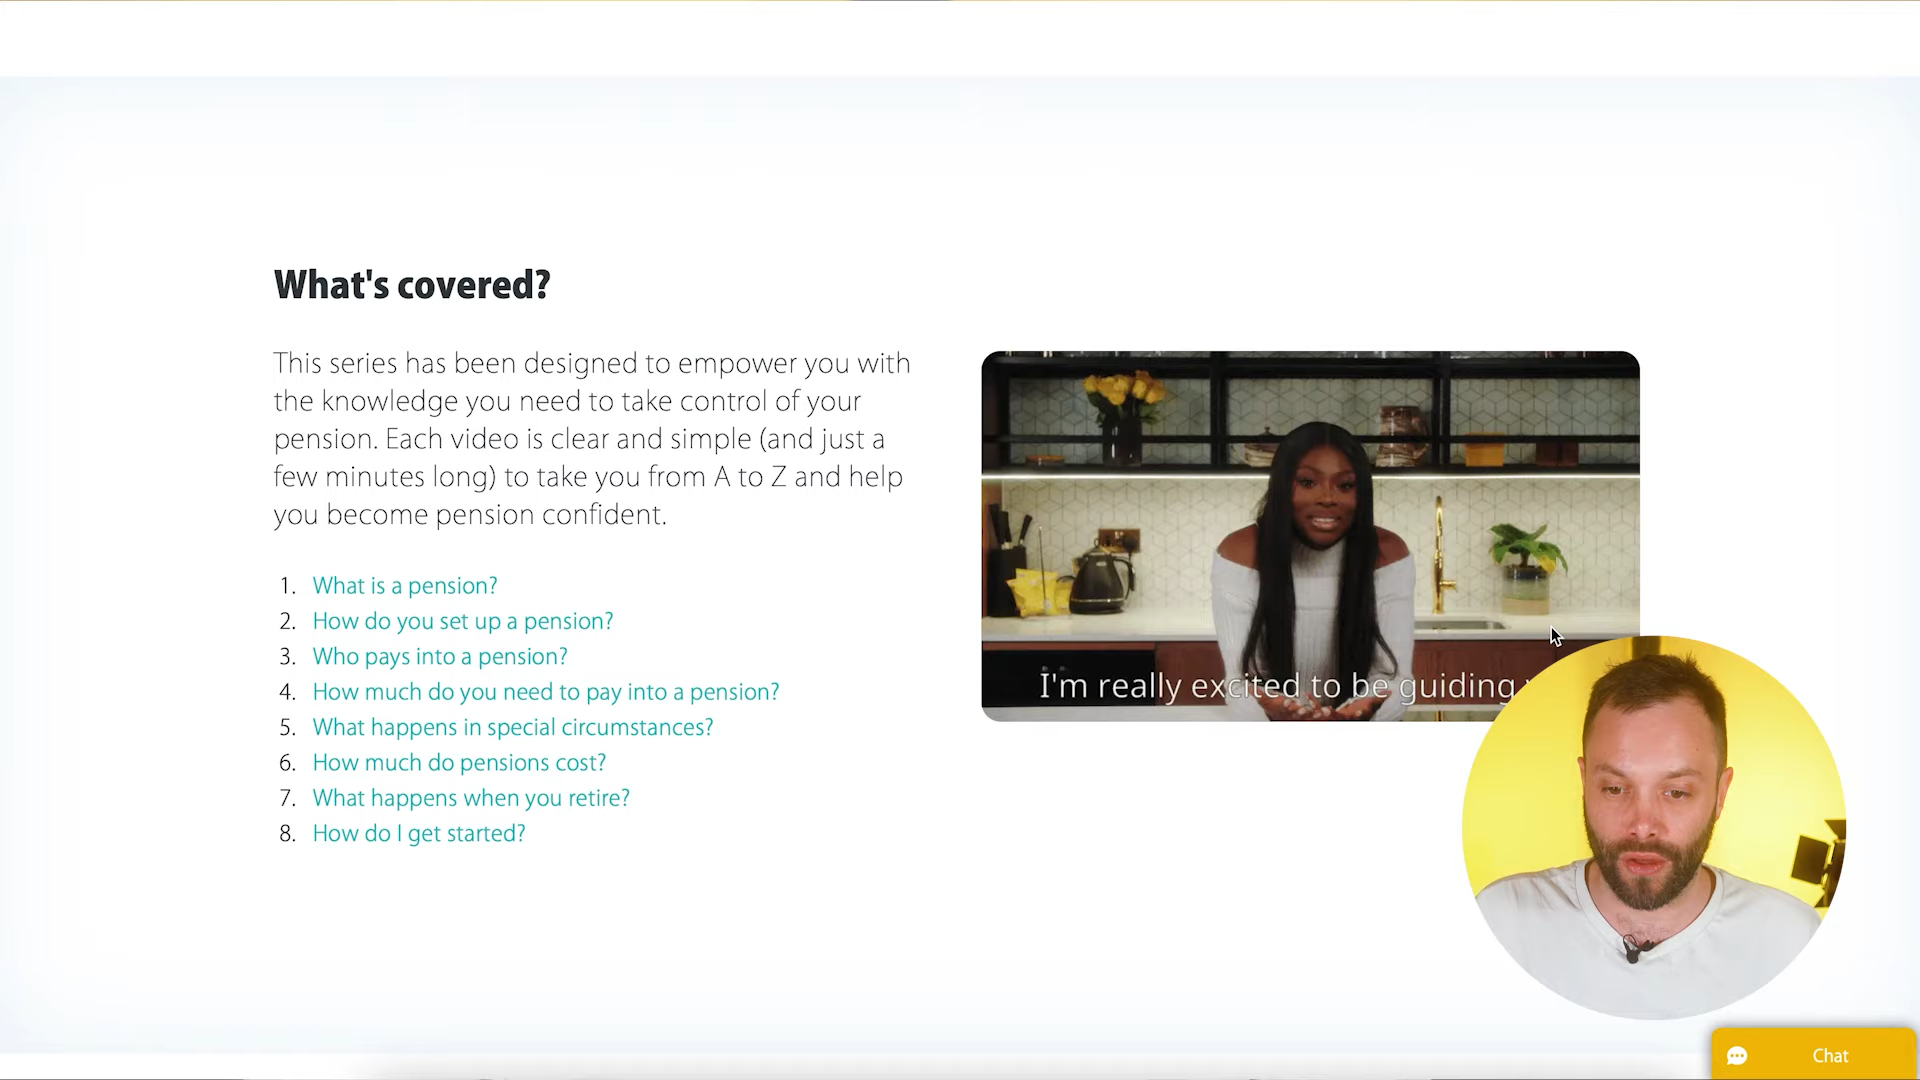 What's covered?
This series has been designed to empower you with
the knowledge you need to take control of your
pension. Each video is clear and simple (and just a
few minutes long) to take you from A to Z and help
you become pension confident.
1. What is a pension?
2. How do you set up a pension?
3. Who pays into a pension?
4. How much do you need to pay into a pension?
5. What happens in special circumstances?
6. How much do pensions cost?
7. What happens when you retire?
8. How do I get started?
I'm really excited to be guiding
Chat